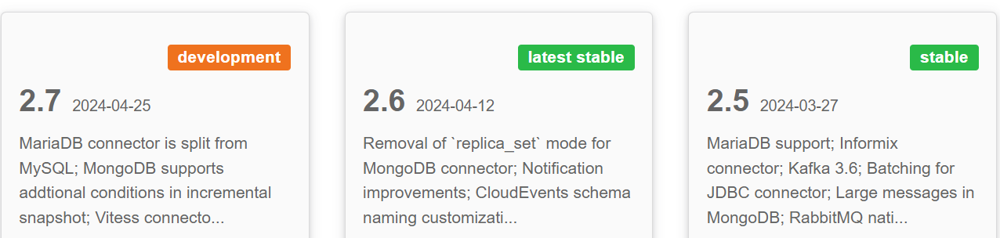 development
2.7 2024-04-25
MariaDB connector is split from
MySQL; MongoDB supports
addtional conditions in incremental
snapshot; Vitess connecto...
latest stable
2.6 2024-04-12
Removal of `replica_set` mode for
MongoDB connector; Notification
improvements; CloudEvents schema
naming customizati...
stable
2.5 2024-03-27
MariaDB support; Informix
connector; Kafka 3.6; Batching for
JDBC connector; Large messages in
MongoDB; RabbitMQ nati...